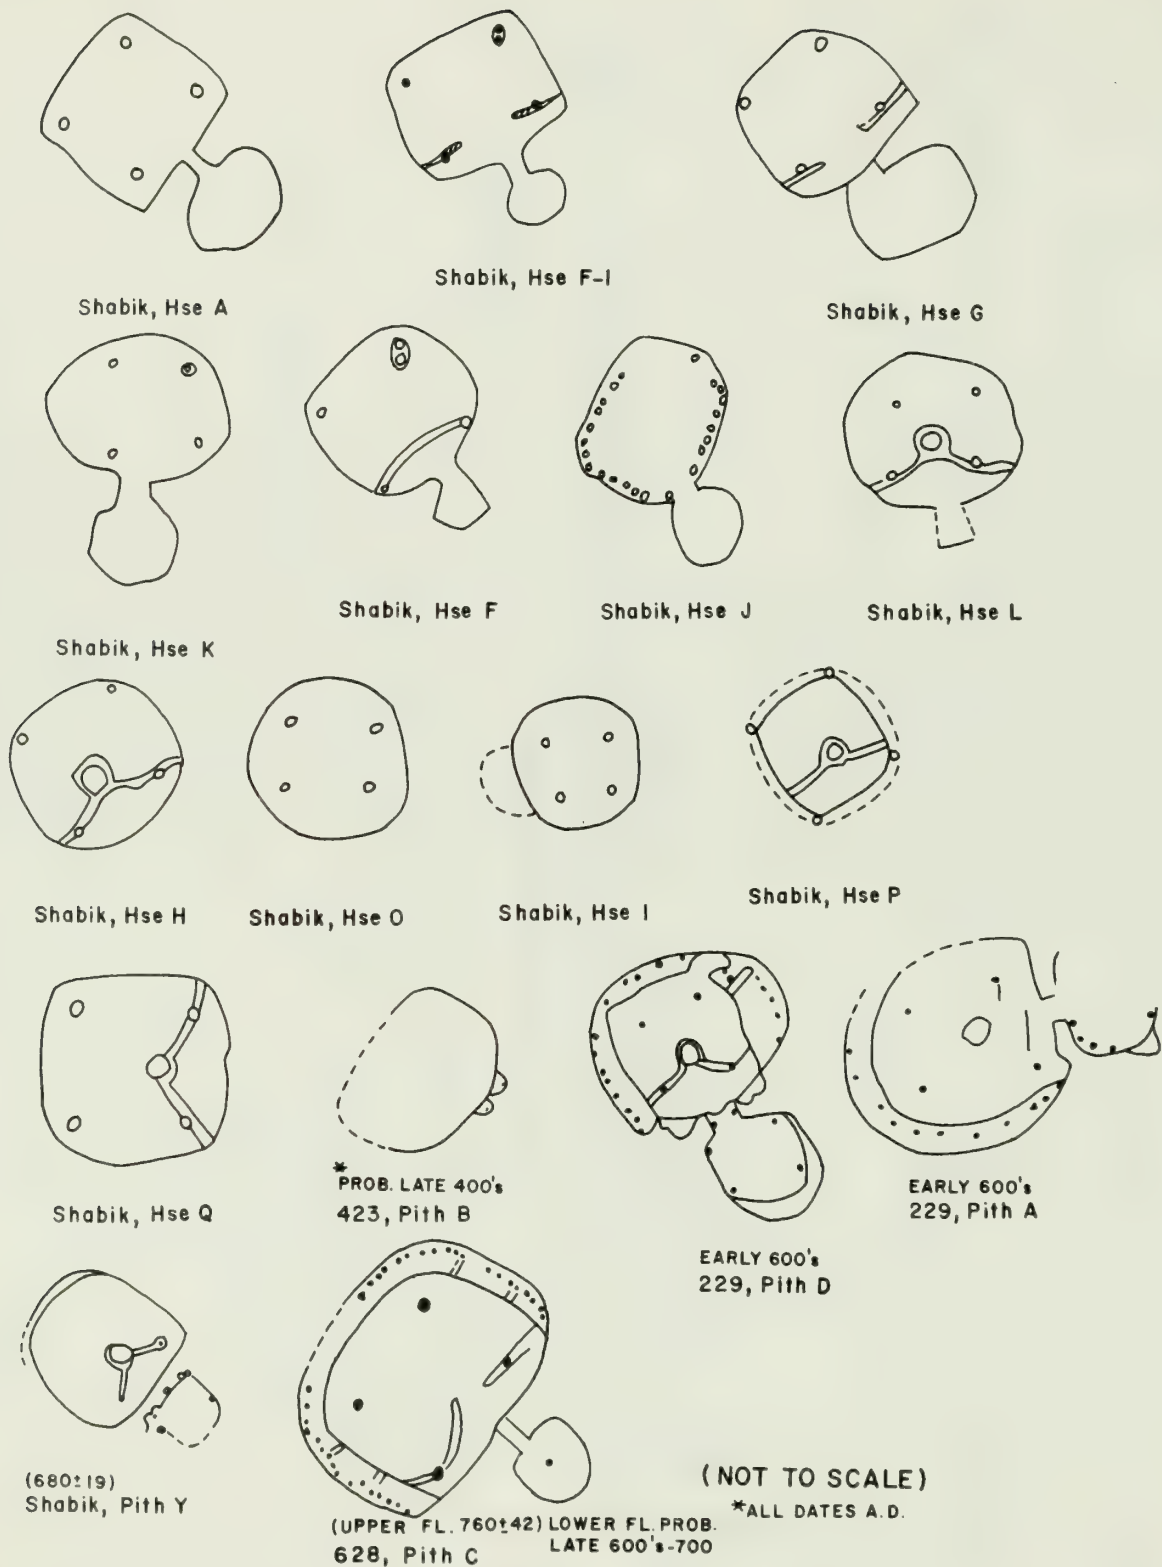 Shabik, Hse A
Shabik, Hse F-1
Shabik, Hse G
Shabik, Hse K
Shabik, Hse F
Shabik, Hse J
Shabik, Hse L
Shabik, Hse H
Shabik, Hse O
Shabik, Hse I
Shabik, Hse P
Shabik, Hse Q
*
PROB. LATE 400's
423, Pith B
EARLY 600's
229, Pith D
EARLY 600's
229, Pith A
(680±19)
Shabik, Pith Y
(UPPER FL. 760±42) LOWER FL. PROB.
LATE 600's-700
628, Pith C
(NOT TO SCALE)
*ALL DATES A.D.